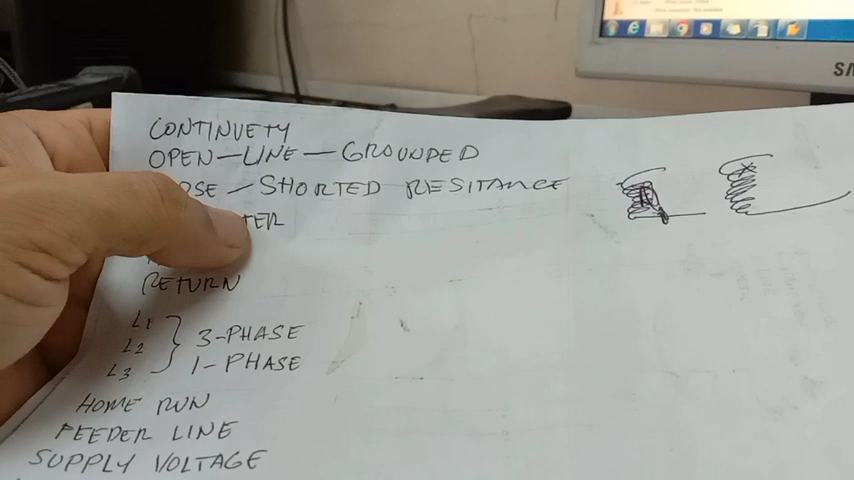 CONTINUETY
OPEN-LINE-GROUNDED
SHORTED RESITANCE
RETURN
L1
L2
L3
3-PHASE
1-PHASE
HOME RUN
FEEDER LINE
SUPPLY VOLTAGE